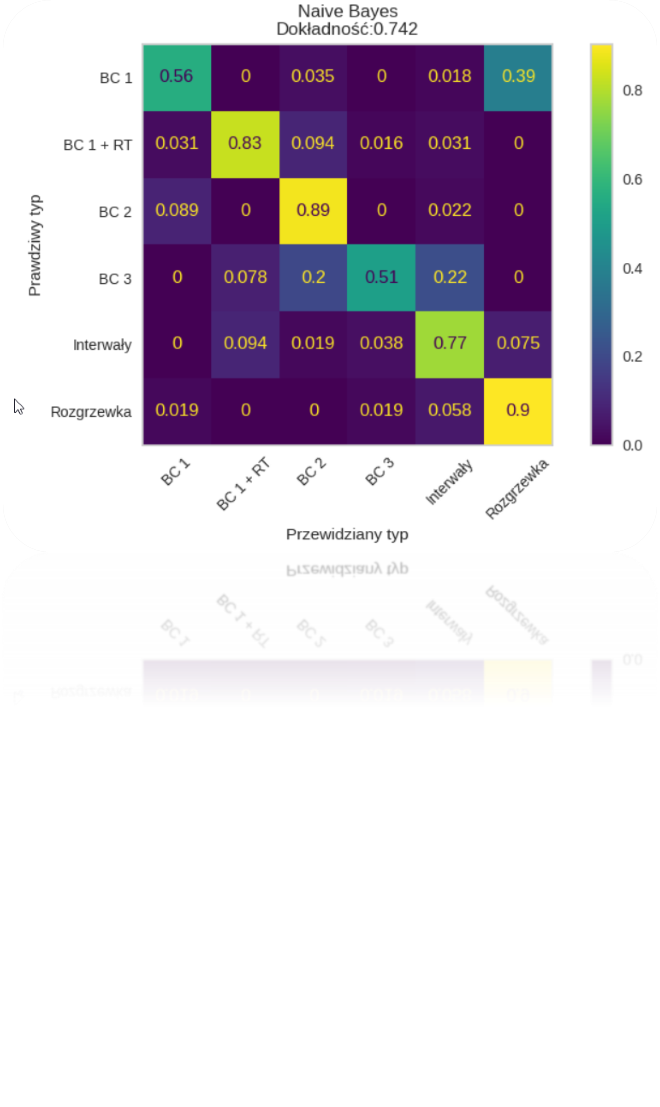 Naive Bayes
Dokładność:0.742
BC 1 0.56 0 0.035 0 0.018 0.39
BC 1 + RT 0.031 0.83 0.094 0.016 0.031 0
BC 2 0.089 0 0.89 0 0.022 0
BC 3 0 0.078 0.2 0.51 0.22 0
Interwały 0 0.094 0.019 0.038 0.77 0.075
Rozgrzewka 0.019 0 0 0.019 0.058 0.9
Prawdziwy typ
0.8
0.6
0.4
0.2
0.0
BC 1 BC 1 + RT BC 2 BC 3 Interwały Rozgrzewka
Przewidziany typ